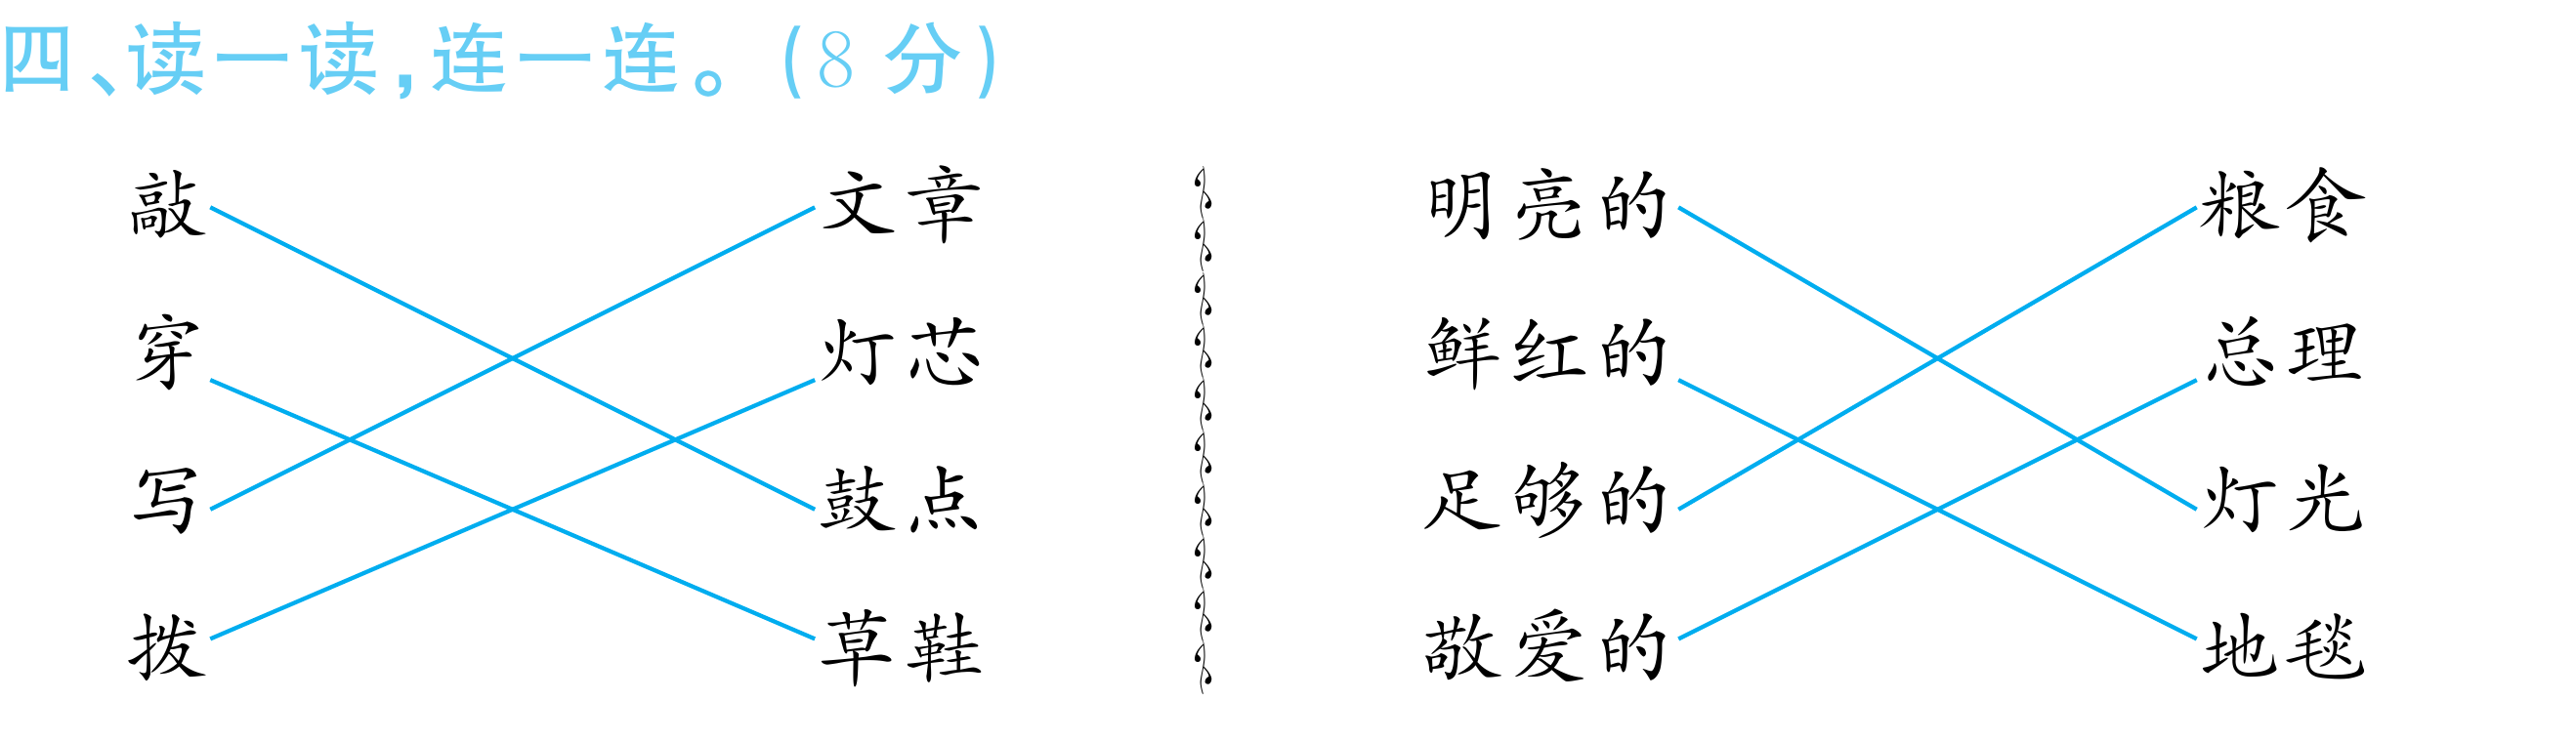 四、读一读,连一连。(8分)
敲 文章 明亮的 粮食
穿 灯芯 鲜红的 总理
写 鼓点 足够的 灯光
拨 草鞋 敬爱的 地毯